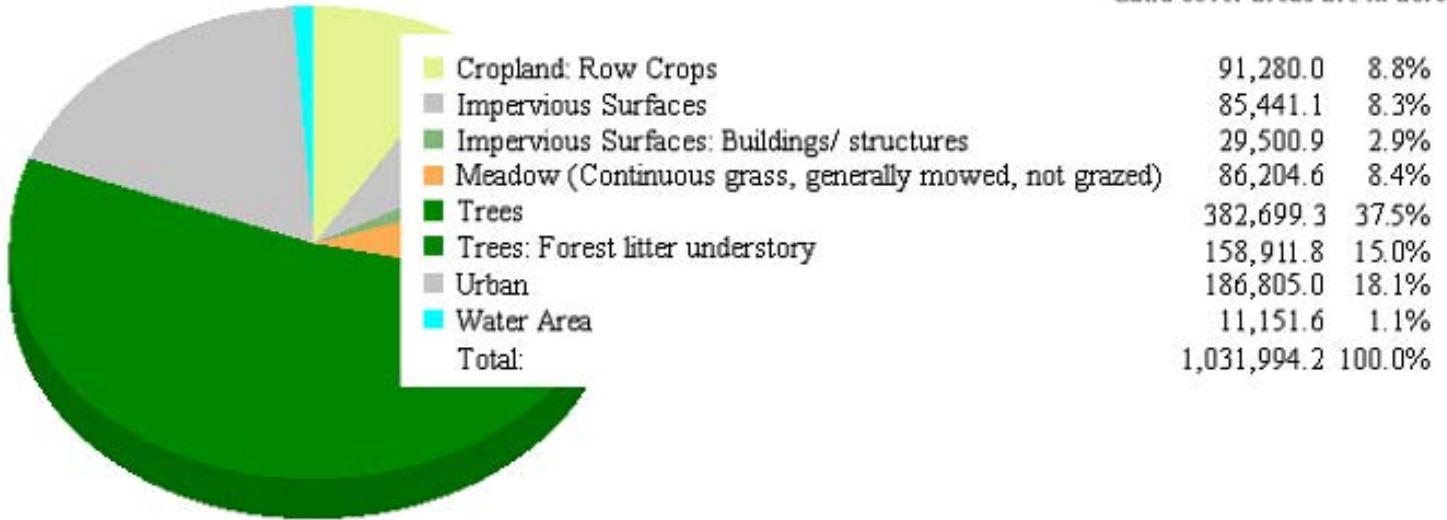 Cropland: Row Crops 91,280.0 8.8%
Impervious Surfaces 85,441.1 8.3%
Impervious Surfaces: Buildings/ structures 29,500.9 2.9%
Meadow (Continuous grass, generally mowed, not grazed) 86,204.6 8.4%
Trees 382,699.3 37.5%
Trees: Forest litter understory 158,911.8 15.0%
Urban 186,805.0 18.1%
Water Area 11,151.6 1.1%
Total: 1,031,994.2 100.0%